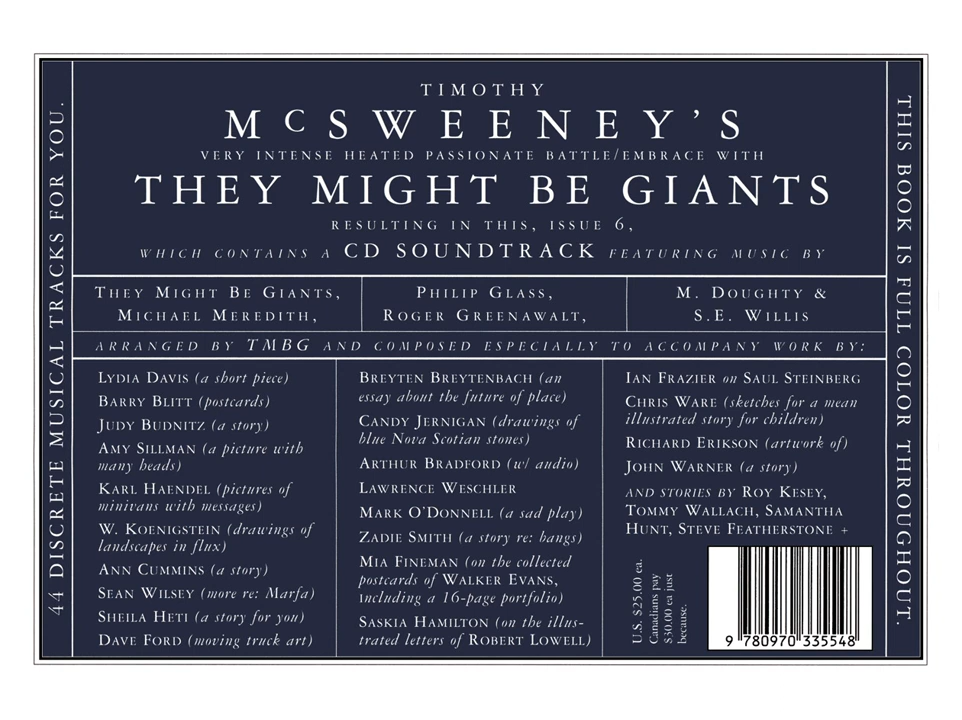 TIMOTHY
McSWEENEY'S
VERY INTENSE HEATED PASSIONATE BATTLE/EMBRACE WITH
THEY MIGHT BE GIANTS
RESULTING IN THIS, ISSUE 6,
WHICH CONTAINS A CD SOUNDTRACK FEATURING MUSIC BY
THEY MIGHT BE GIANTS,
MICHAEL MEREDITH,
PHILIP GLASS,
ROGER GREENAWALT,
M. DOUGHTY &
S.E. WILLIS
ARRANGED BY TMBG AND COMPOSED ESPECIALLY TO ACCOMPANY WORK BY:
LYDIA DAVIS (a short piece)
BARRY BLITT (postcards)
JUDY BUDNITZ (a story)
AMY SILLMAN (a picture with
many heads)
KARL HAENDEL (pictures of
minivans with messages)
W. KOENIGSTEIN (drawings of
landscapes in flux)
ANN CUMMINS (a story)
SEAN WILSEY (more re: Marfa)
SHEILA HETI (a story for you)
DAVE FORD (moving truck art)
BREYTEN BREYTENBACH (an
essay about the future of place)
CANDY JERNIGAN (drawings of
blue Nova Scotian stones)
ARTHUR BRADFORD (w/ audio)
LAWRENCE WESCHLER
MARK O'DONNELL (a sad play)
ZADIE SMITH (a story re: bangs)
MIA FINEMAN (on the collected
postcards of WALKER EVANS,
including a 16-page portfolio)
SASKIA HAMILTON (on the illus-
trated letters of ROBERT LOWELL)
IAN FRAZIER on SAUL STEINBERG
CHRIS WARE (sketches for a mean
illustrated story for children)
RICHARD ERIKSON (artwork of)
JOHN WARNER (a story)
AND STORIES BY ROY KESEY,
TOMMY WALLACH, SAMANTHA
HUNT, STEVE FEATHERSTONE +
U.S. $25.00 ea.
Canadians pay
$30.00 ea just
because.
9 780970 335548
44 DISCRETE MUSICAL TRACKS FOR YOU.
THIS BOOK IS FULL COLOR THROUGHOUT.